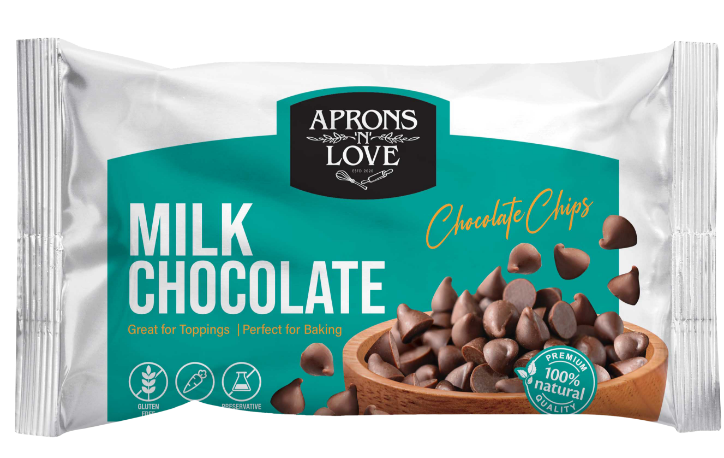 APRONS
'N'
LOVE
ESTD 2020
Chocolate Chips
MILK
CHOCOLATE
Great for Toppings | Perfect for Baking
PREMIUM
100%
natural
QUALITY
GLUTEN
FREE
PRESERVATIVE